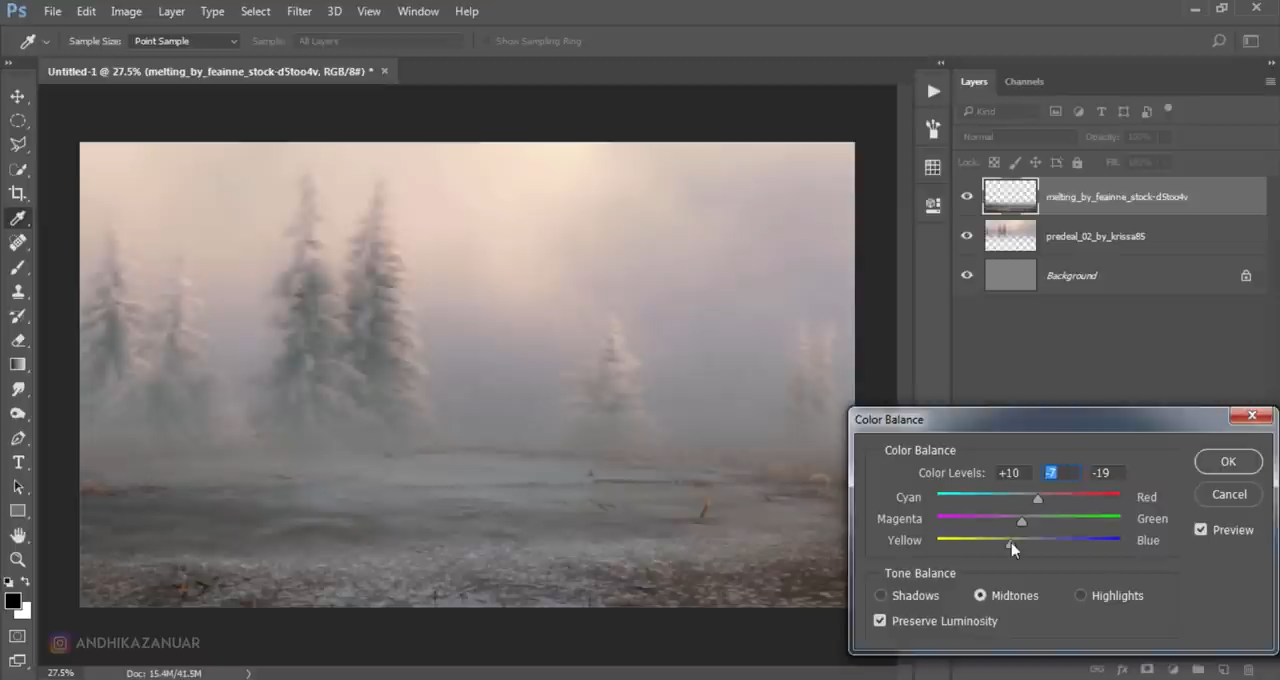 Ps File Edit Image Layer Type Select Filter 3D View Window Help
Sample Size: Point Sample Sample: All Layers Show Sampling Ring
Untitled-1 @ 27.5% (melting_by_feainne_stock-d5too4v, RGB/8#) *
Layers Channels
Kind
Normal Opacity: 100%
Lock: Fill: 100%
melting_by_feainne_stock-d5too4v
predeal_02_by_krissa85
Background
Color Balance
Color Balance
Color Levels: +10 -7 -19
Cyan Red
Magenta Green
Yellow Blue
OK
Cancel
Preview
Tone Balance
Shadows Midtones Highlights
Preserve Luminosity
ANDHIKAZANUAR
27.5% Doc: 15.4M/41.5M